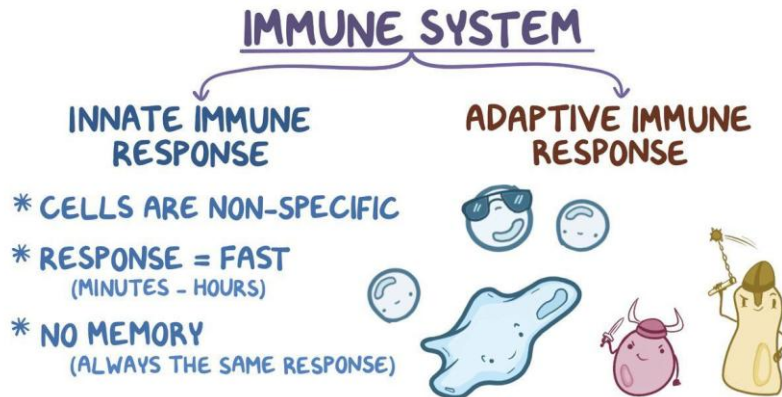 IMMUNE SYSTEM
INNATE IMMUNE
RESPONSE
* CELLS ARE NON-SPECIFIC
* RESPONSE = FAST
(MINUTES - HOURS)
* NO MEMORY
(ALWAYS THE SAME RESPONSE)
ADAPTIVE IMMUNE
RESPONSE